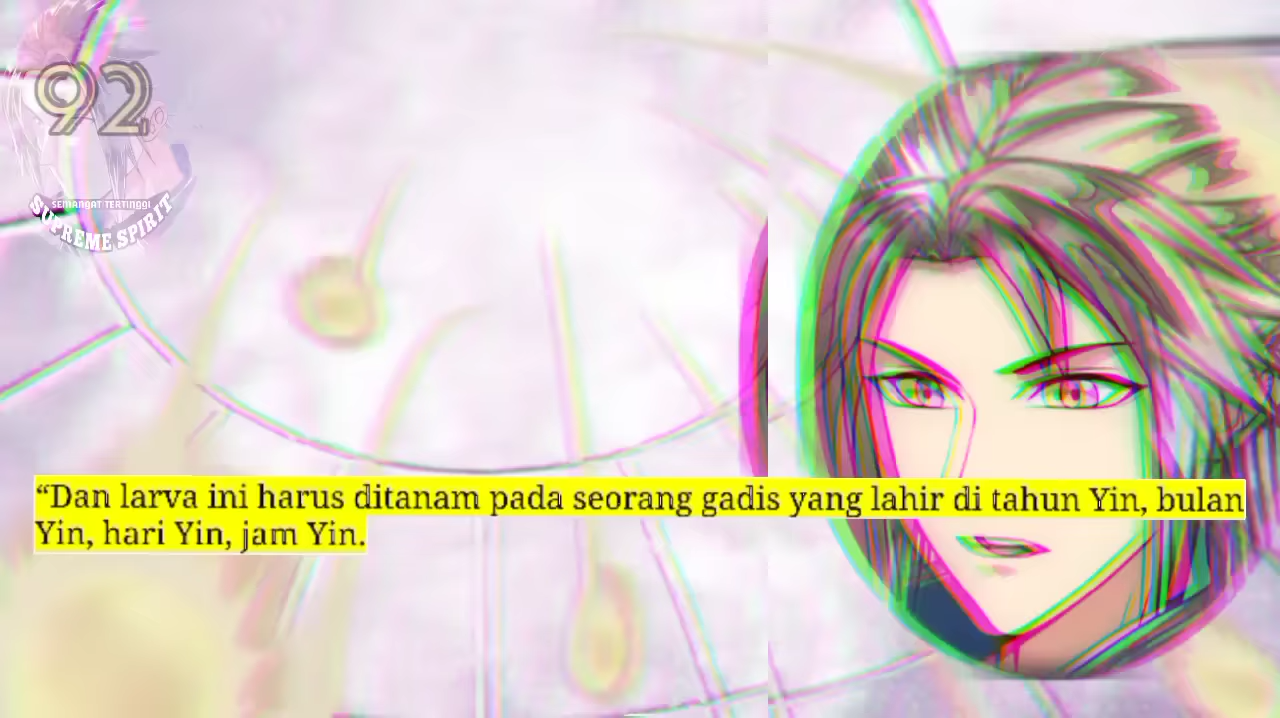 92
SEMANGAT TERTINGGI
SUPREME SPIRIT
“Dan larva ini harus ditanam pada seorang gadis yang lahir di tahun Yin, bulan
Yin, hari Yin, jam Yin.